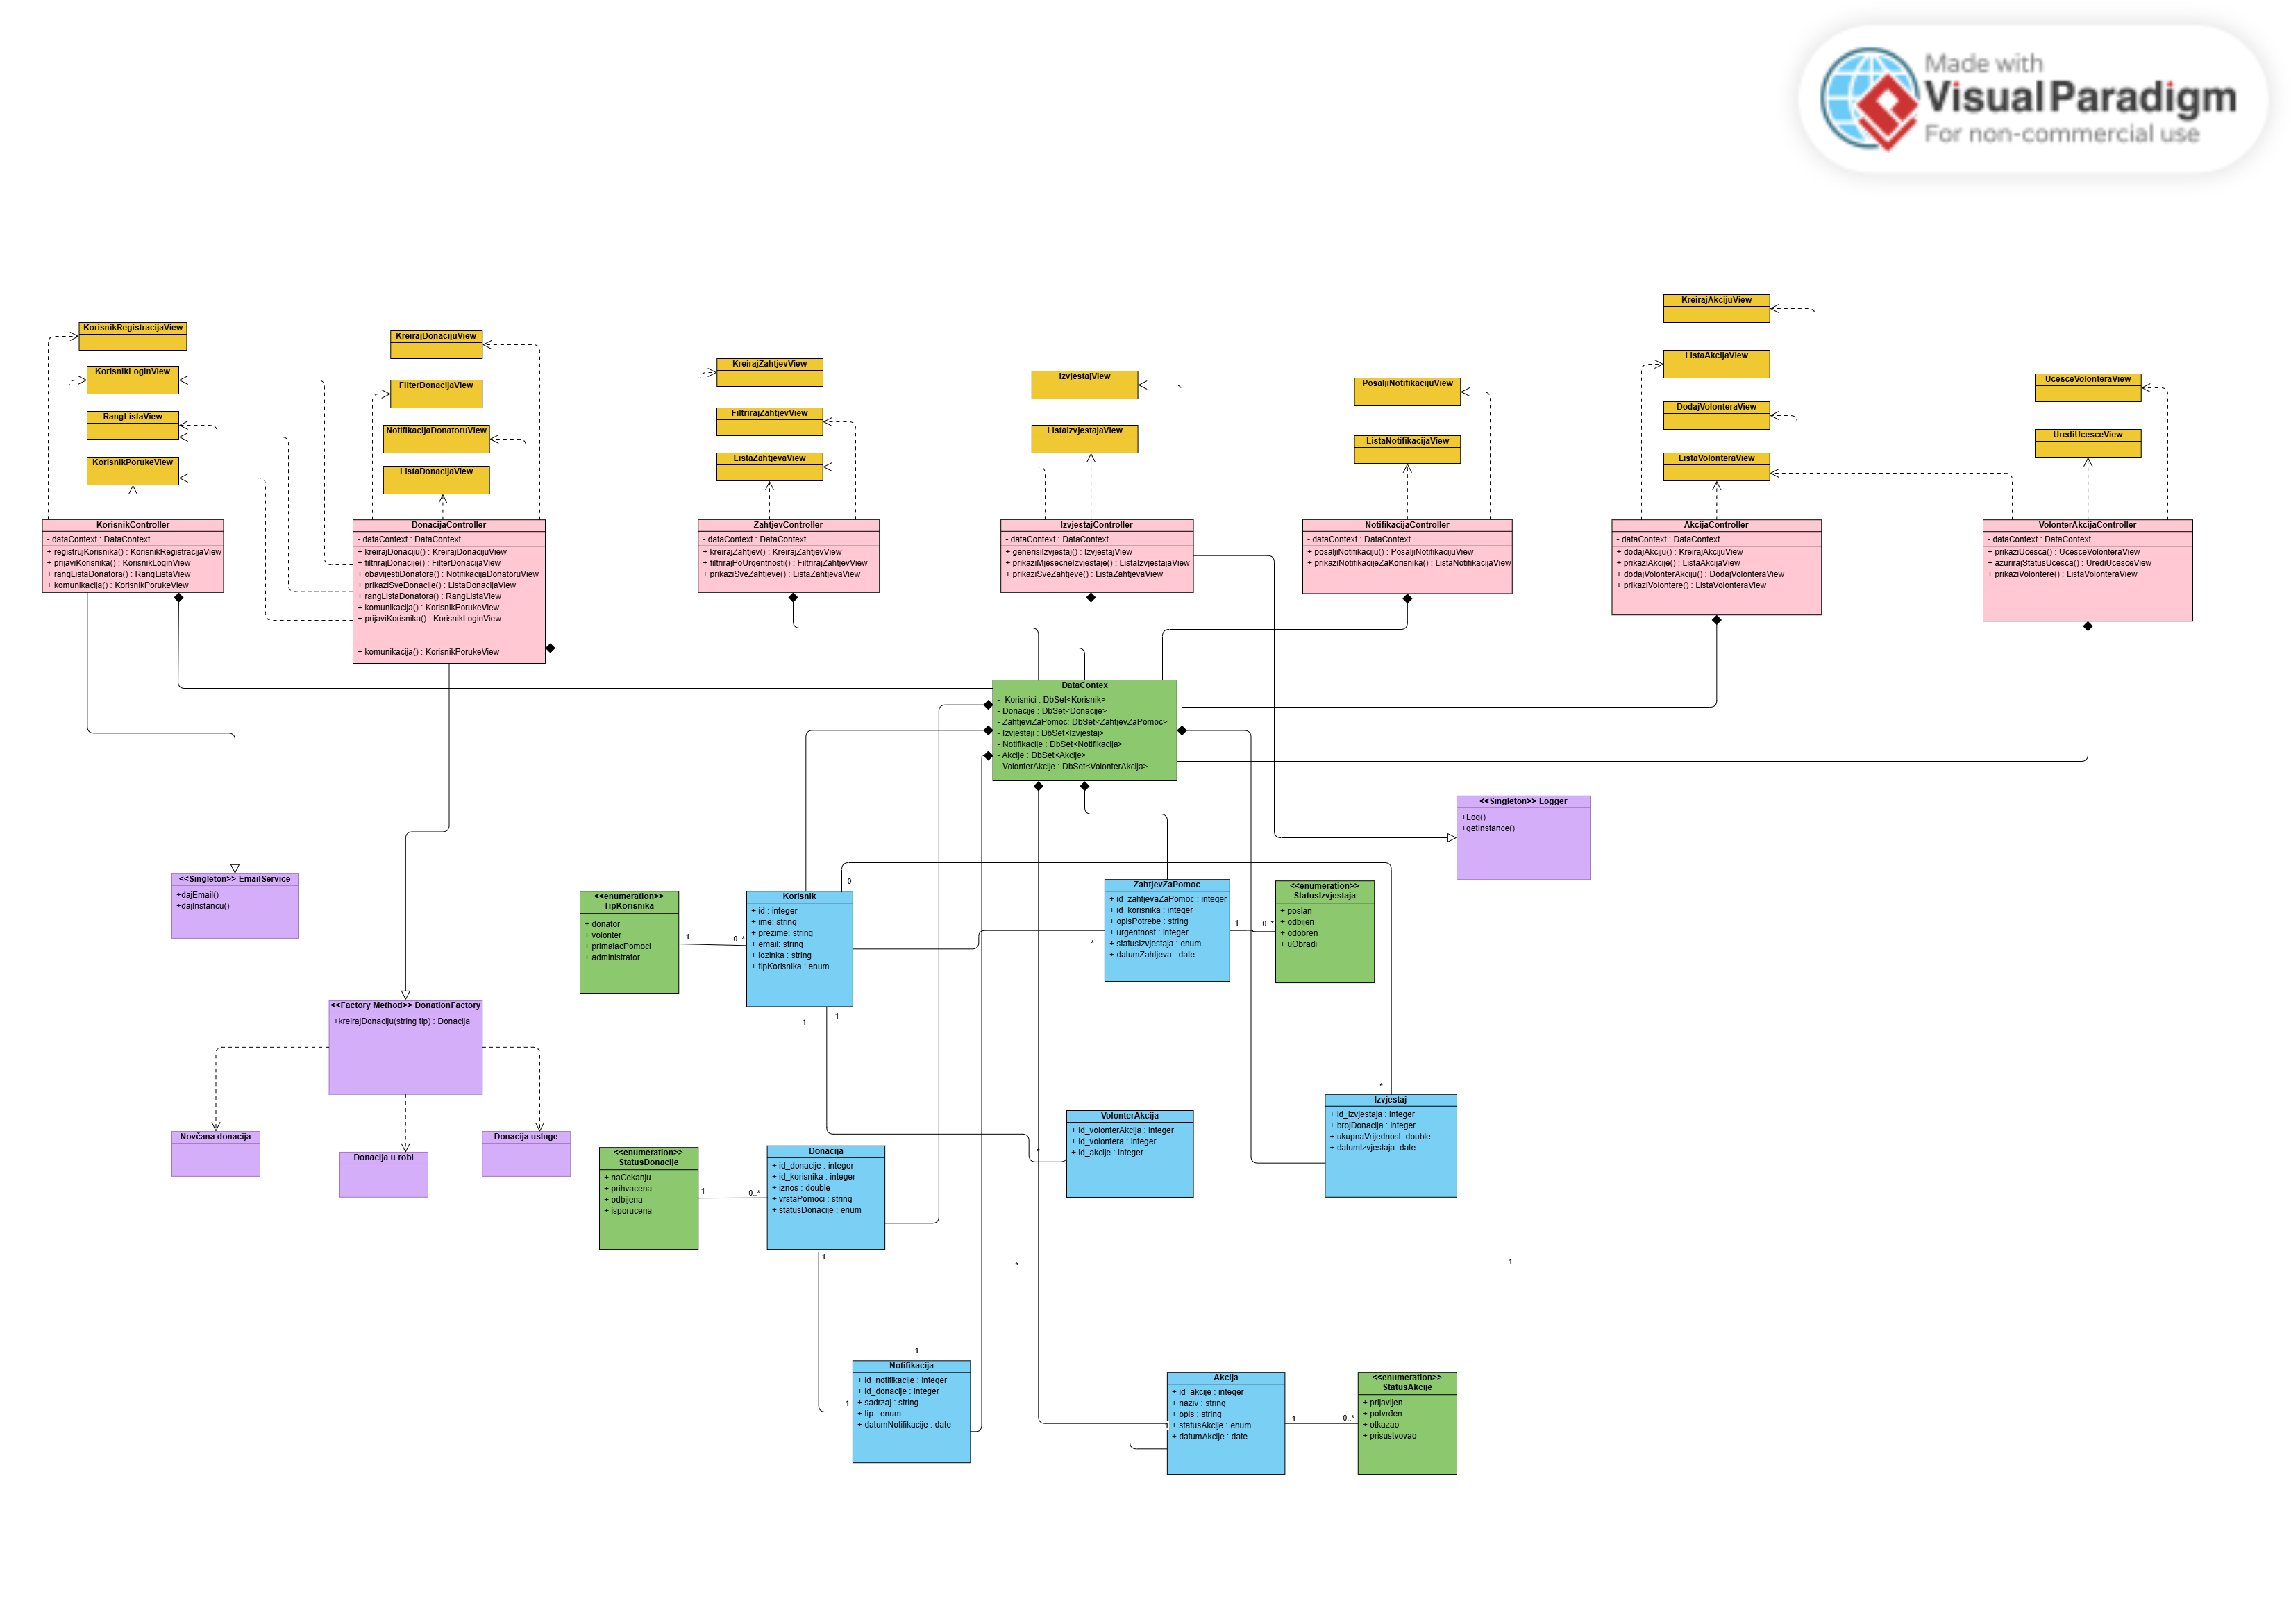 Made with
Visual Paradigm
For non-commercial use
KorisnikRegistracijaView
KorisnikLoginView
RangListaView
KorisnikPorukeView
KreirajDonacijuView
FilterDonacijaView
NotifikacijaDonatoruView
ListaDonacijaView
KreirajZahtjevView
FiltrirajZahtjevView
ListaZahtjevaView
IzvjestajView
ListaIzvjestajaView
PosaljiNotifikacijuView
ListaNotifikacijaView
KreirajAkcijuView
ListaAkcijaView
DodajVolonteraView
ListaVolonteraView
UcesceVolonteraView
UrediUcesceView
KorisnikController
- dataContext : DataContext
+ registrujKorisnika() : KorisnikRegistracijaView
+ prijaviKorisnika() : KorisnikLoginView
+ rangListaDonatora() : RangListaView
+ komunikacija() : KorisnikPorukeView
DonacijaController
- dataContext : DataContext
+ kreirajDonaciju() : KreirajDonacijuView
+ filtrirajDonacije() : FilterDonacijaView
+ obavijestiDonatora() : NotifikacijaDonatoruView
+ prikaziSveDonacije() : ListaDonacijaView
+ rangListaDonatora() : RangListaView
+ komunikacija() : KorisnikPorukeView
+ prijaviKorisnika() : KorisnikLoginView
+ komunikacija() : KorisnikPorukeView
ZahtjevController
- dataContext : DataContext
+ kreirajZahtjev() : KreirajZahtjevView
+ filtrirajPoUrgentnosti() : FiltrirajZahtjevView
+ prikaziSveZahtjeve() : ListaZahtjevaView
IzvjestajController
- dataContext : DataContext
+ generisiIzvjestaj() : IzvjestajView
+ prikaziMjesecneIzvjestaje() : ListaIzvjestajaView
+ prikaziSveZahtjeve() : ListaZahtjevaView
NotifikacijaController
- dataContext : DataContext
+ posaljiNotifikaciju() : PosaljiNotifikacijuView
+ prikaziNotifikacijeZaKorisnika() : ListaNotifikacijaView
AkcijaController
- dataContext : DataContext
+ dodajAkciju() : KreirajAkcijuView
+ prikaziAkcije() : ListaAkcijaView
+ dodajVolonterAkciju() : DodajVolonteraView
+ prikaziVolontere() : ListaVolonteraView
VolonterAkcijaController
- dataContext : DataContext
+ prikaziUcesca() : UcesceVolonteraView
+ azurirajStatusUcesca() : UrediUcesceView
+ prikaziVolontere() : ListaVolonteraView
DataContex
- Korisnici : DbSet<Korisnik>
- Donacije : DbSet<Donacije>
- ZahtjeviZaPomoc: DbSet<ZahtjevZaPomoc>
- Izvjestaji : DbSet<Izvjestaj>
- Notifikacije : DbSet<Notifikacija>
- Akcije : DbSet<Akcije>
- VolonterAkcije : DbSet<VolonterAkcija>
<<Singleton>> Logger
+Log()
+getInstance()
<<Singleton>> EmailService
+dajEmail()
+dajInstancu()
<<enumeration>>
TipKorisnika
+ donator
+ volonter
+ primalacPomoci
+ administrator
1
0..*
0
Korisnik
+ id : integer
+ ime: string
+ prezime: string
+ email: string
+ lozinka : string
+ tipKorisnika : enum
1
1
*
ZahtjevZaPomoc
+ id_zahtjevaZaPomoc : integer
+ id_korisnika : integer
+ opisPotrebe : string
+ urgentnost : integer
+ statusIzvjestaja : enum
+ datumZahtjeva : date
1
0..*
<<enumeration>>
StatusIzvjestaja
+ poslan
+ odbijen
+ odobren
+ uObradi
<<Factory Method>> DonationFactory
+kreirajDonaciju(string tip) : Donacija
Novčana donacija
Donacija u robi
Donacija usluge
<<enumeration>>
StatusDonacije
+ naCekanju
+ prihvacena
+ odbijena
+ isporucena
1
0..*
Donacija
+ id_donacije : integer
+ id_korisnika : integer
+ iznos : double
+ vrstaPomoci : string
+ statusDonacije : enum
1
*
VolonterAkcija
+ id_volonterAkcija : integer
+ id_volontera : integer
+ id_akcije : integer
*
Izvjestaj
+ id_izvjestaja : integer
+ brojDonacija : integer
+ ukupnaVrijednost: double
+ datumIzvjestaja: date
*
1
1
1
Notifikacija
+ id_notifikacije : integer
+ id_donacije : integer
+ sadrzaj : string
+ tip : enum
+ datumNotifikacije : date
Akcija
+ id_akcije : integer
+ naziv : string
+ opis : string
+ statusAkcije : enum
+ datumAkcije : date
1
0..*
<<enumeration>>
StatusAkcije
+ prijavljen
+ potvrđen
+ otkazao
+ prisustvovao